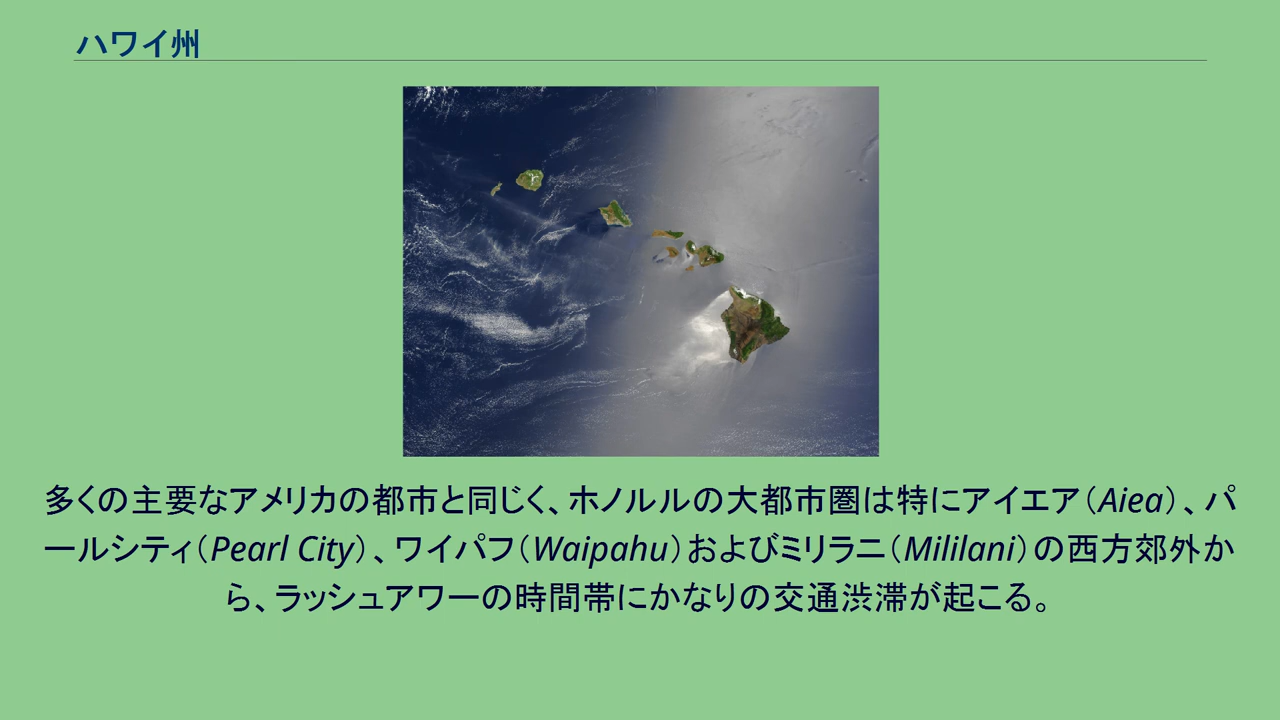 ハワイ州
多くの主要なアメリカの都市と同じく、ホノルルの大都市圏は特にアイエア（Aiea）、パ
ールシティ（Pearl City）、ワイパフ（Waipahu）およびミリラニ（Mililani）の西方郊外か
ら、ラッシュアワーの時間帯にかなりの交通渋滞が起こる。